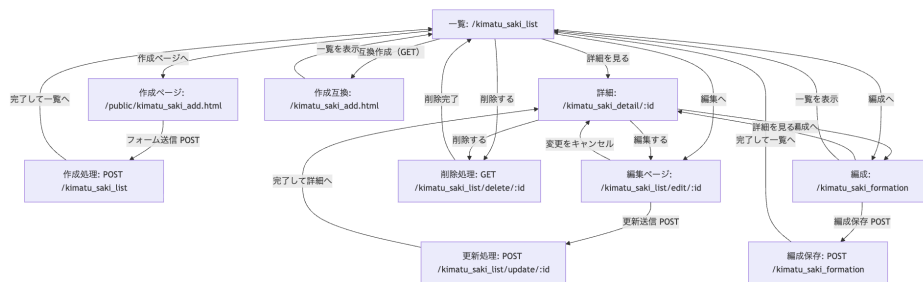 一覧: /kimatu_saki_list
作成ページへ
一覧を表示
互換作成（GET）
詳細を見る
完了して一覧へ
作成ページ:
/public/kimatu_saki_add.html
作成互換:
/kimatu_saki_add.html
削除完了
削除する
詳細:
/kimatu_saki_detail/:id
編集へ
一覧を表示
編成へ
フォーム送信 POST
削除する
変更をキャンセル
編集する
詳細を見る
編成へ
完了して一覧へ
作成処理: POST
/kimatu_saki_list
完了して詳細へ
削除処理: GET
/kimatu_saki_list/delete/:id
編集ページ:
/kimatu_saki_list/edit/:id
編成:
/kimatu_saki_formation
更新送信 POST
編成保存 POST
更新処理: POST
/kimatu_saki_list/update/:id
編成保存: POST
/kimatu_saki_formation